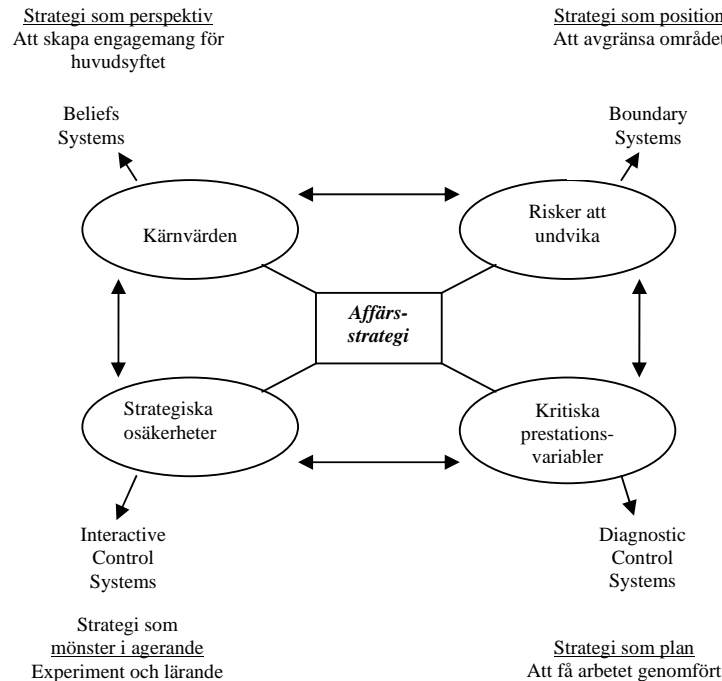 Strategi som perspektiv
Att skapa engagemang för
huvudsyftet
Strategi som position
Att avgränsa området
Beliefs
Systems
Boundary
Systems
Kärnvärden
Risker att
undvika
Affärs-
strategi
Strategiska
osäkerheter
Kritiska
prestations-
variabler
Interactive
Control
Systems
Diagnostic
Control
Systems
Strategi som
mönster i agerande
Experiment och lärande
Strategi som plan
Att få arbetet genomfört